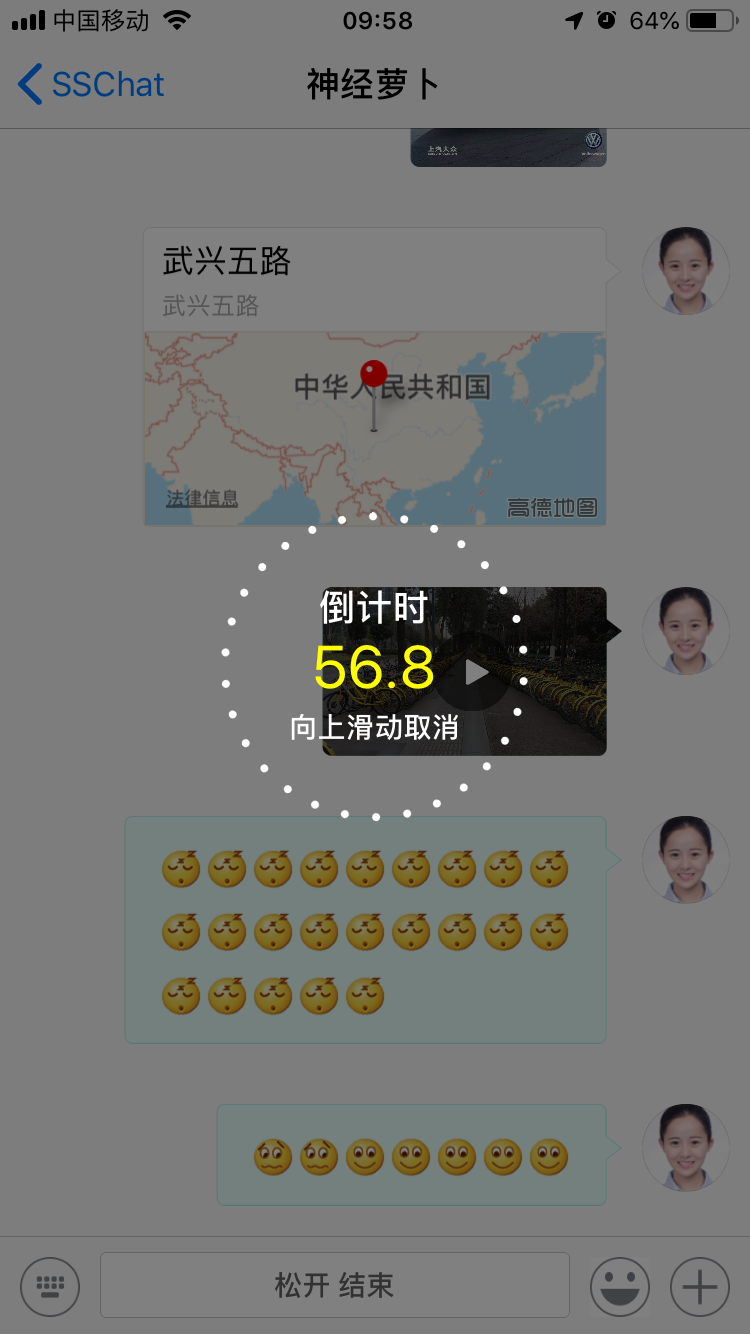 中国移动
09:58
64%
SSChat
神经萝卜
上汽大众
武兴五路
武兴五路
中华人民共和国
法律信息
高德地图
倒计时
56.8
向上滑动取消
松开 结束